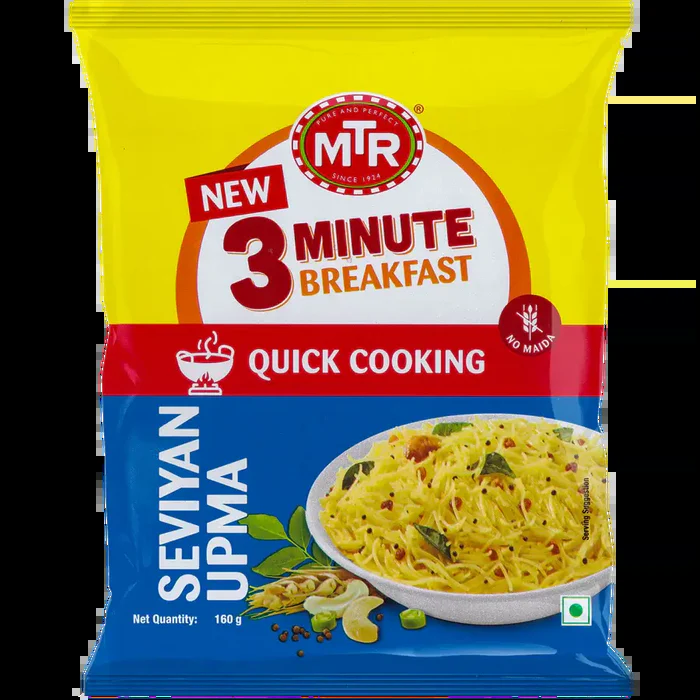 PURE AND PERFECT
MTR
®
SINCE 1924
NEW
3 MINUTE
BREAKFAST
NO MAIDA
QUICK COOKING
SEVIYAN
UPMA
Serving Suggestion
Net Quantity: 160 g